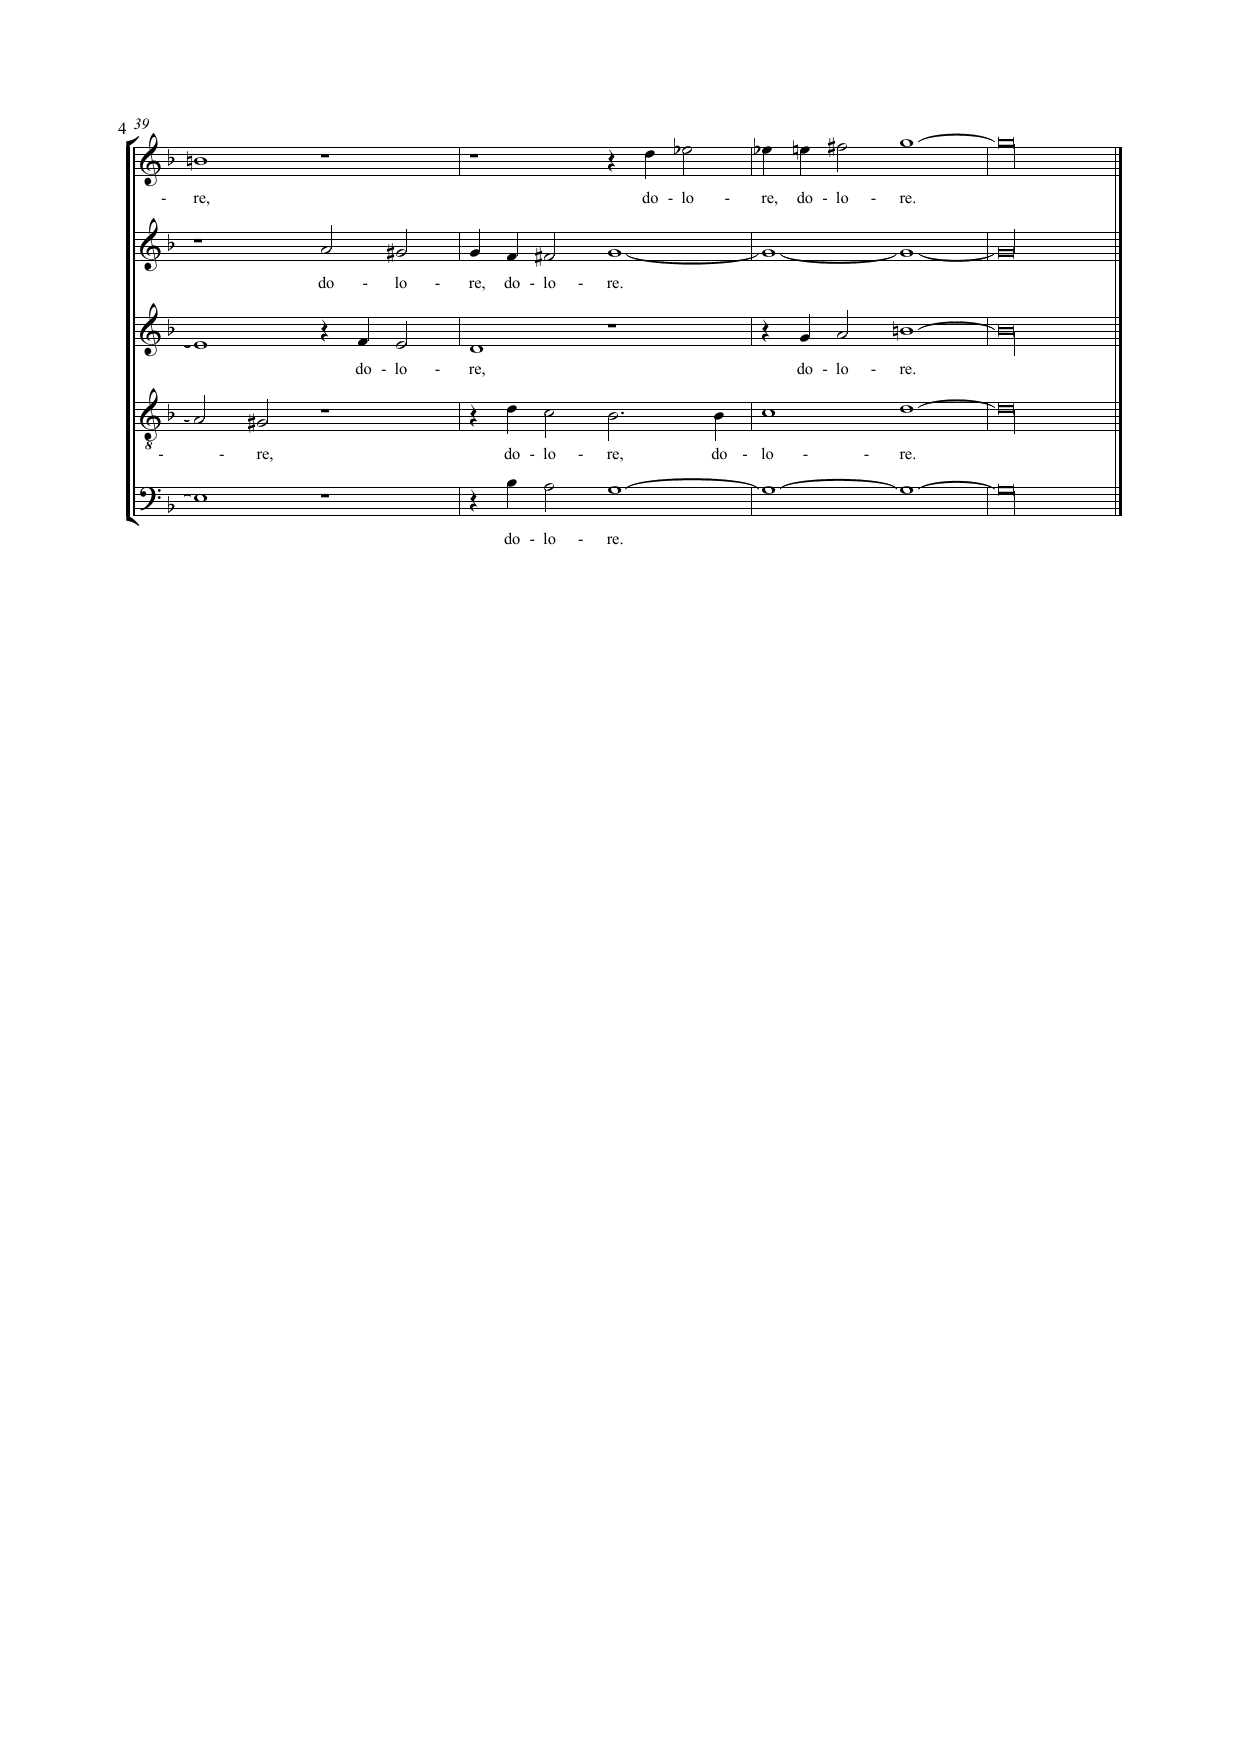 4 39
- re, do - lo - re, do - lo - re.
do - lo - re, do - lo - re.
do - lo - re, do - lo - re.
- - re, do - lo - re, do - lo - - re.
do - lo - re.